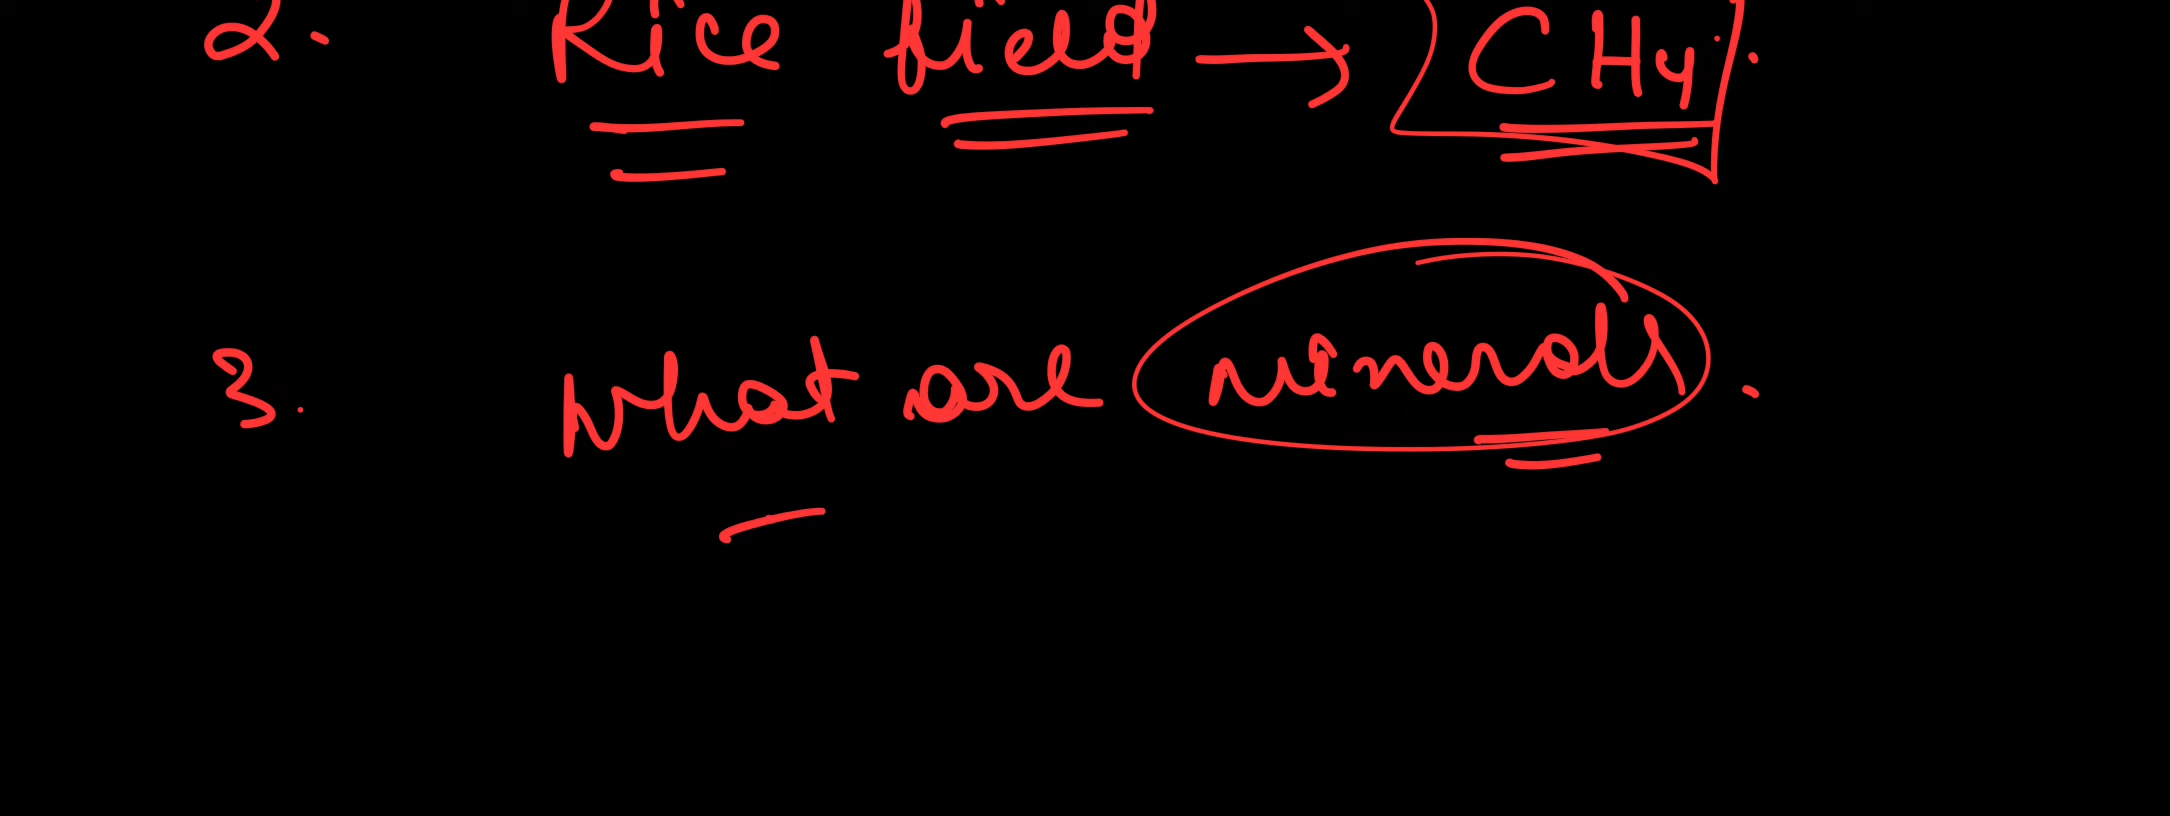 2. Rice field → CH4.
3. what are minerals.